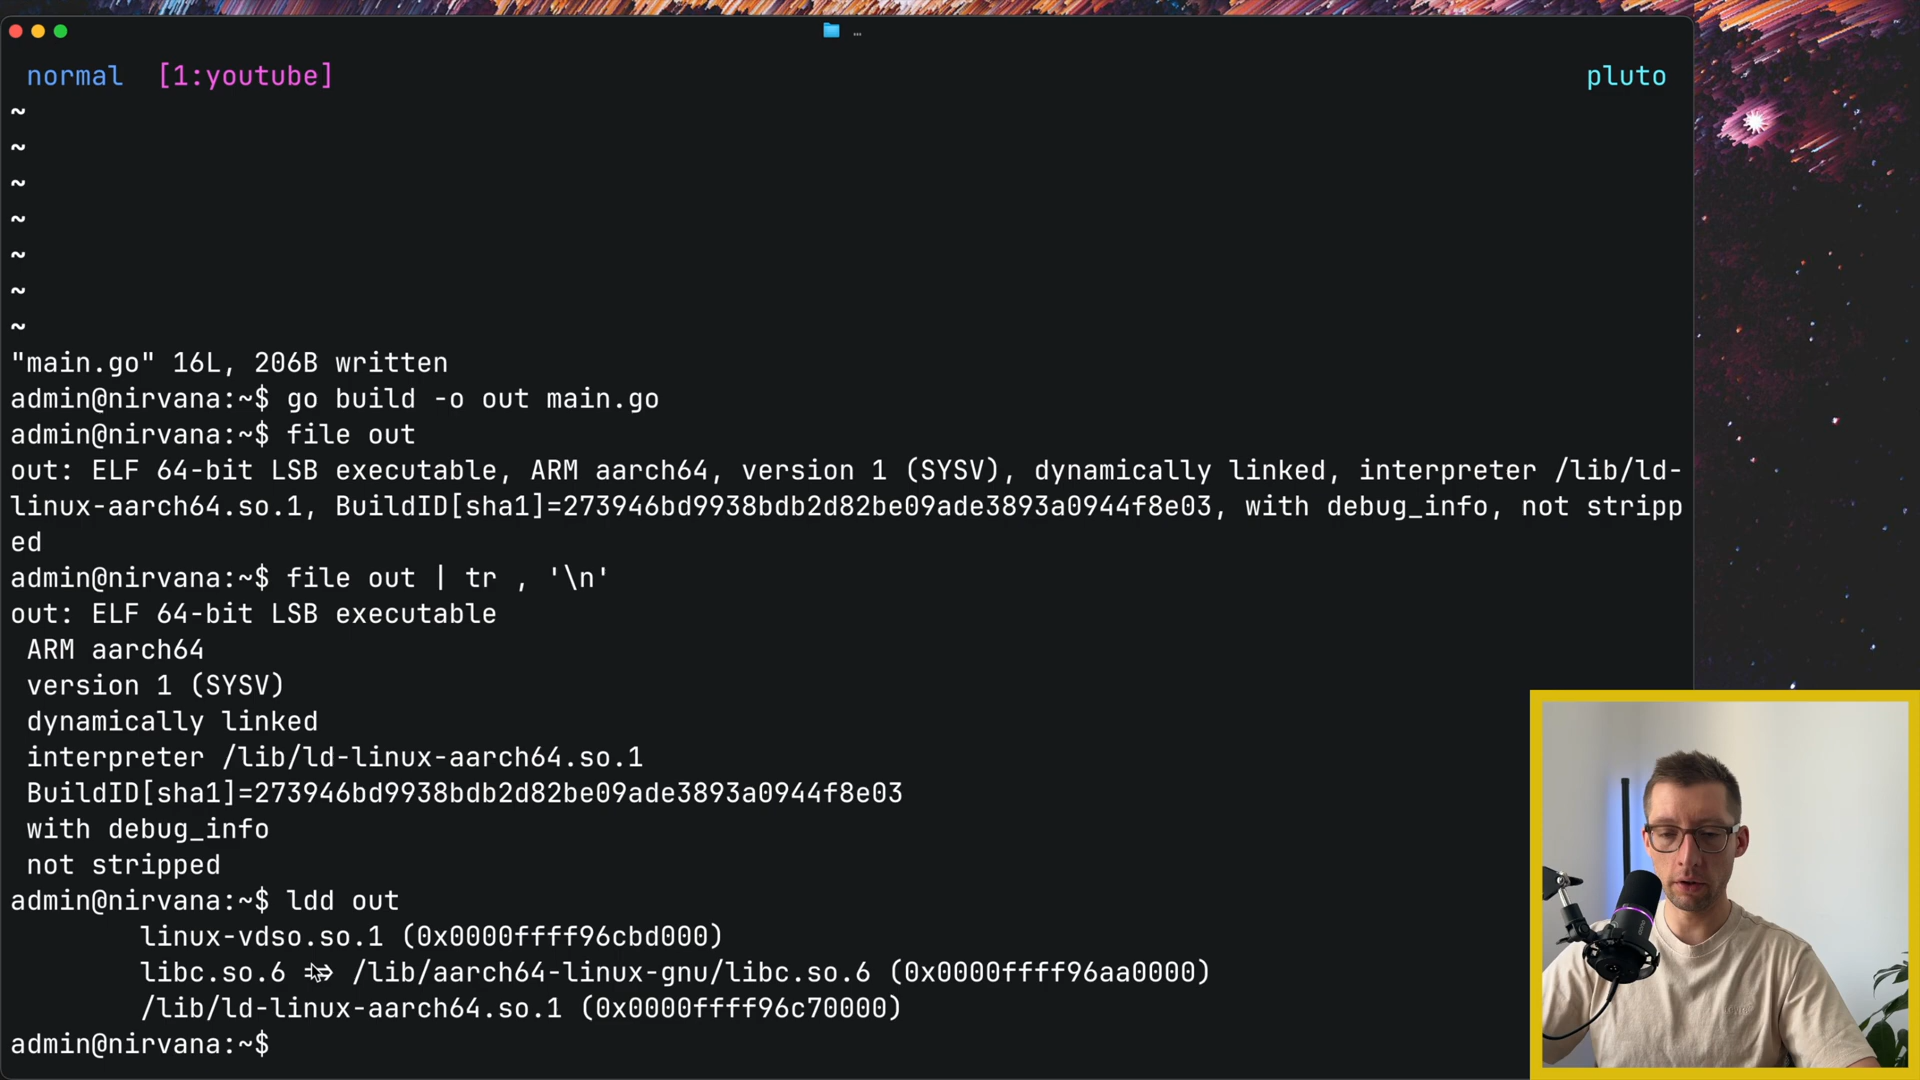 …
normal [1:youtube] pluto
~
~
~
~
~
~
~
"main.go" 16L, 206B written
admin@nirvana:~$ go build -o out main.go
admin@nirvana:~$ file out
out: ELF 64-bit LSB executable, ARM aarch64, version 1 (SYSV), dynamically linked, interpreter /lib/ld-
linux-aarch64.so.1, BuildID[sha1]=273946bd9938bdb2d82be09ade3893a0944f8e03, with debug_info, not stripp
ed
admin@nirvana:~$ file out | tr , '\n'
out: ELF 64-bit LSB executable
 ARM aarch64
 version 1 (SYSV)
 dynamically linked
 interpreter /lib/ld-linux-aarch64.so.1
 BuildID[sha1]=273946bd9938bdb2d82be09ade3893a0944f8e03
 with debug_info
 not stripped
admin@nirvana:~$ ldd out
        linux-vdso.so.1 (0x0000ffff96cbd000)
        libc.so.6 => /lib/aarch64-linux-gnu/libc.so.6 (0x0000ffff96aa0000)
        /lib/ld-linux-aarch64.so.1 (0x0000ffff96c70000)
admin@nirvana:~$